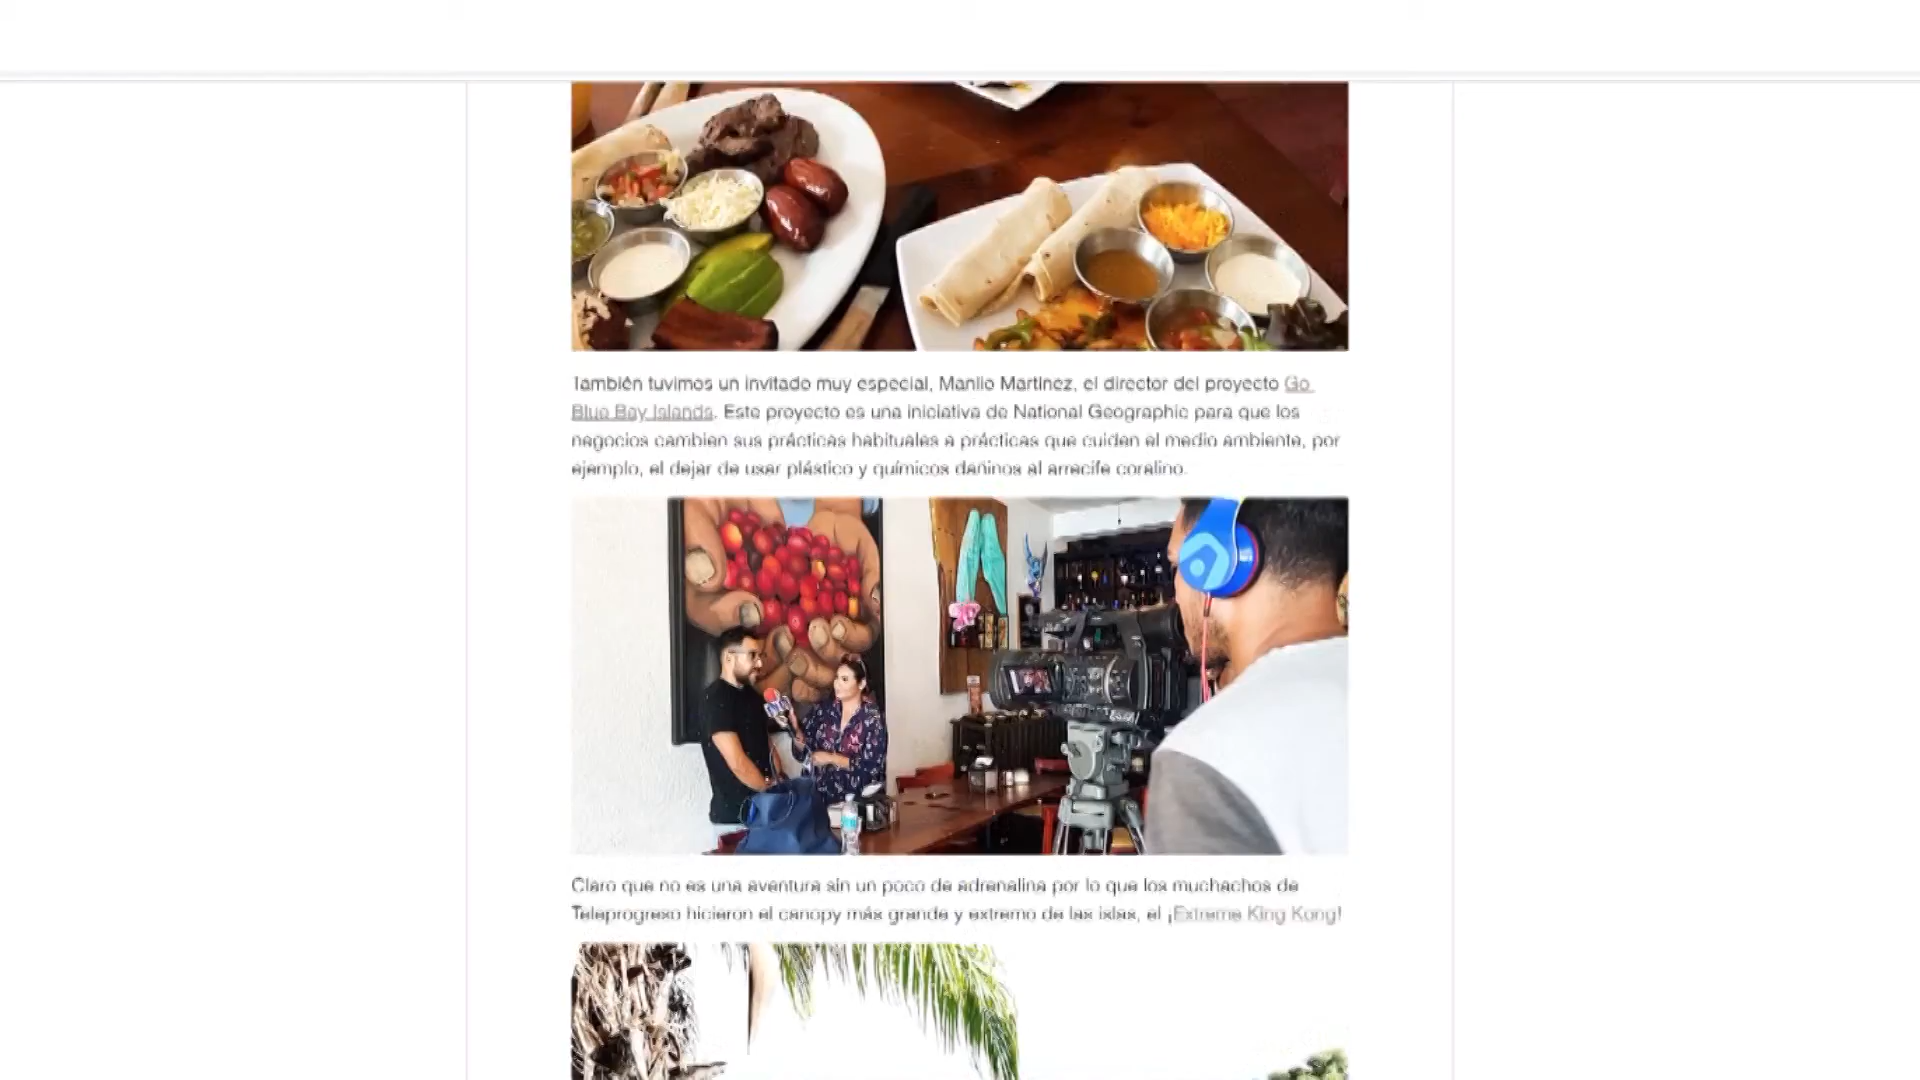 También tuvimos un invitado muy especial, Manlio Martínez, el director del proyecto Go
Blue Bay Islands. Este proyecto es una iniciativa de National Geographic para que los
negocios cambien sus prácticas habituales a prácticas que cuiden el medio ambiente, por
ejemplo, el dejar de usar plástico y químicos dañinos al arrecife coralino.
Claro que no es una aventura sin un poco de adrenalina por lo que los muchachos de
Teleprogreso hicieron el canopy más grande y extremo de las islas, el ¡Extreme King Kong!